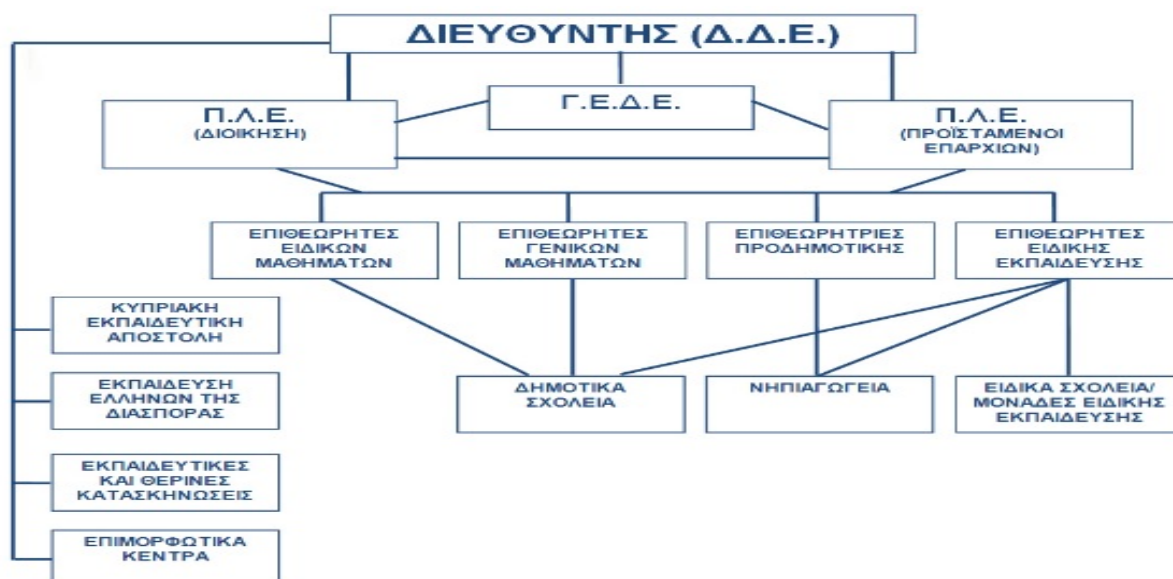 ΔΙΕΥΘΥΝΤΗΣ (Δ.Δ.Ε.)
Γ.Ε.Δ.Ε.
Π.Λ.Ε.
(ΔΙΟΙΚΗΣΗ)
Π.Λ.Ε.
(ΠΡΟΪΣΤΑΜΕΝΟΙ
ΕΠΑΡΧΙΩΝ)
ΕΠΙΘΕΩΡΗΤΕΣ
ΕΙΔΙΚΩΝ
ΜΑΘΗΜΑΤΩΝ
ΕΠΙΘΕΩΡΗΤΕΣ
ΓΕΝΙΚΩΝ
ΜΑΘΗΜΑΤΩΝ
ΕΠΙΘΕΩΡΗΤΡΙΕΣ
ΠΡΟΔΗΜΟΤΙΚΗΣ
ΕΠΙΘΕΩΡΗΤΕΣ
ΕΙΔΙΚΗΣ
ΕΚΠΑΙΔΕΥΣΗΣ
ΚΥΠΡΙΑΚΗ
ΕΚΠΑΙΔΕΥΤΙΚΗ
ΑΠΟΣΤΟΛΗ
ΕΚΠΑΙΔΕΥΣΗ
ΕΛΛΗΝΩΝ ΤΗΣ
ΔΙΑΣΠΟΡΑΣ
ΕΚΠΑΙΔΕΥΤΙΚΕΣ
ΚΑΙ ΘΕΡΙΝΕΣ
ΚΑΤΑΣΚΗΝΩΣΕΙΣ
ΕΠΙΜΟΡΦΩΤΙΚΑ
ΚΕΝΤΡΑ
ΔΗΜΟΤΙΚΑ
ΣΧΟΛΕΙΑ
ΝΗΠΙΑΓΩΓΕΙΑ
ΕΙΔΙΚΑ ΣΧΟΛΕΙΑ/
ΜΟΝΑΔΕΣ ΕΙΔΙΚΗΣ
ΕΚΠΑΙΔΕΥΣΗΣ